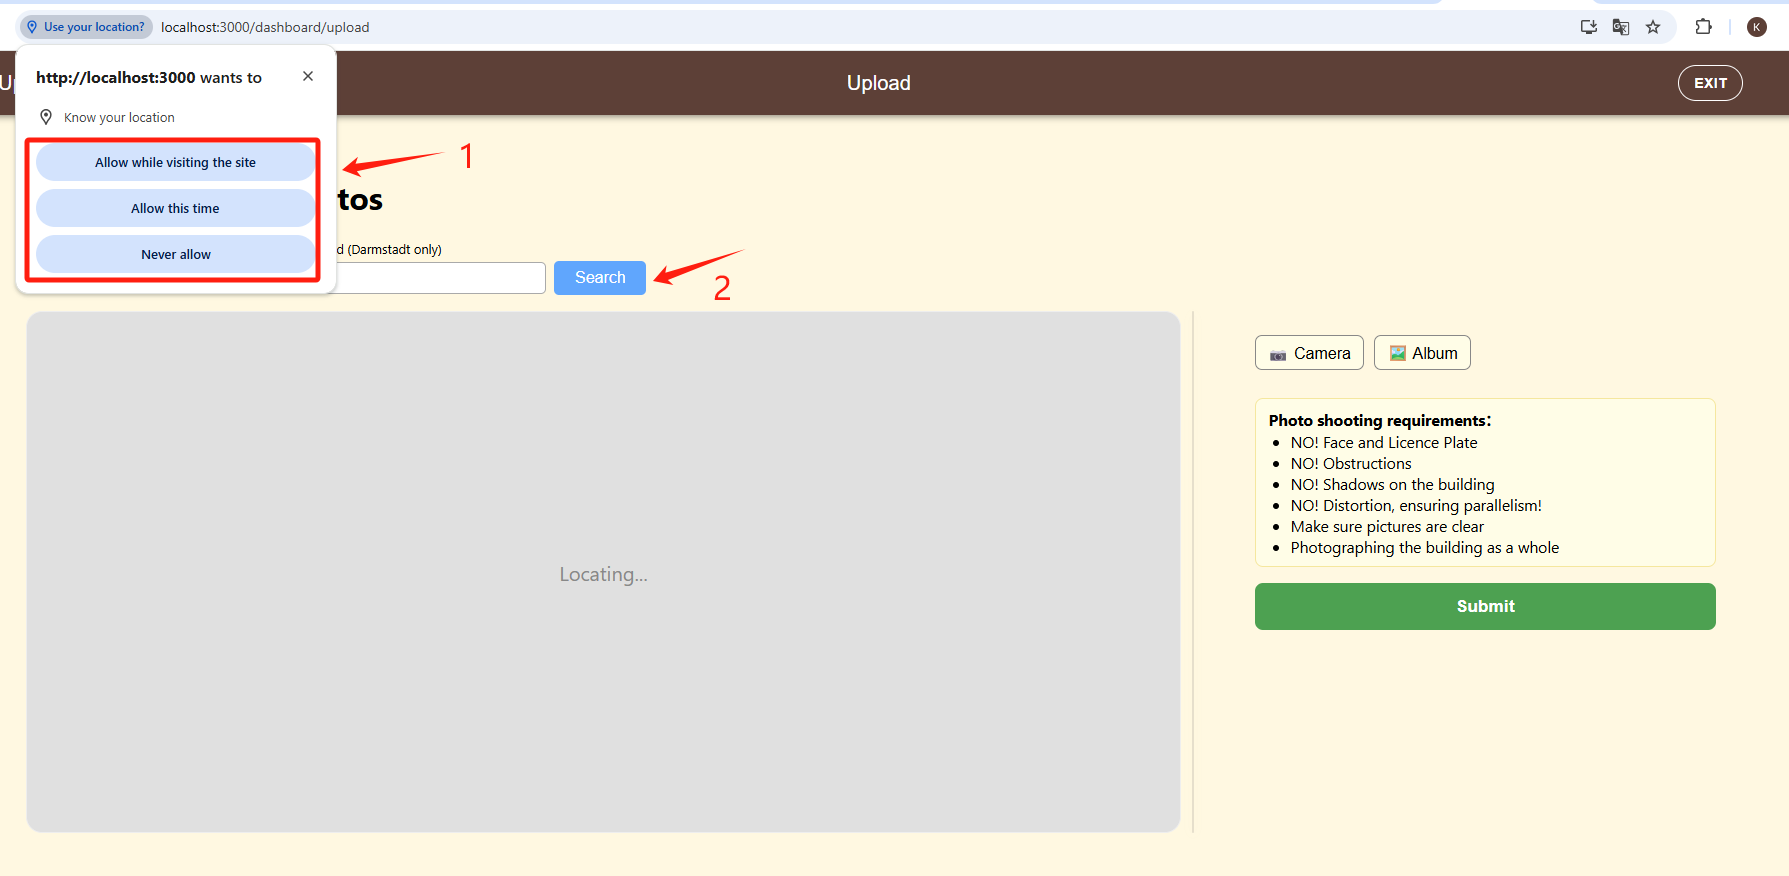 Use your location? localhost:3000/dashboard/upload K
http://localhost:3000 wants to
Upload
EXIT
Know your location
Allow while visiting the site
1
Allow this time
tos
Never allow
(Darmstadt only)
Search
2
Camera
Album
Photo shooting requirements:
NO! Face and Licence Plate
NO! Obstructions
NO! Shadows on the building
NO! Distortion, ensuring parallelism!
Make sure pictures are clear
Photographing the building as a whole
Locating...
Submit